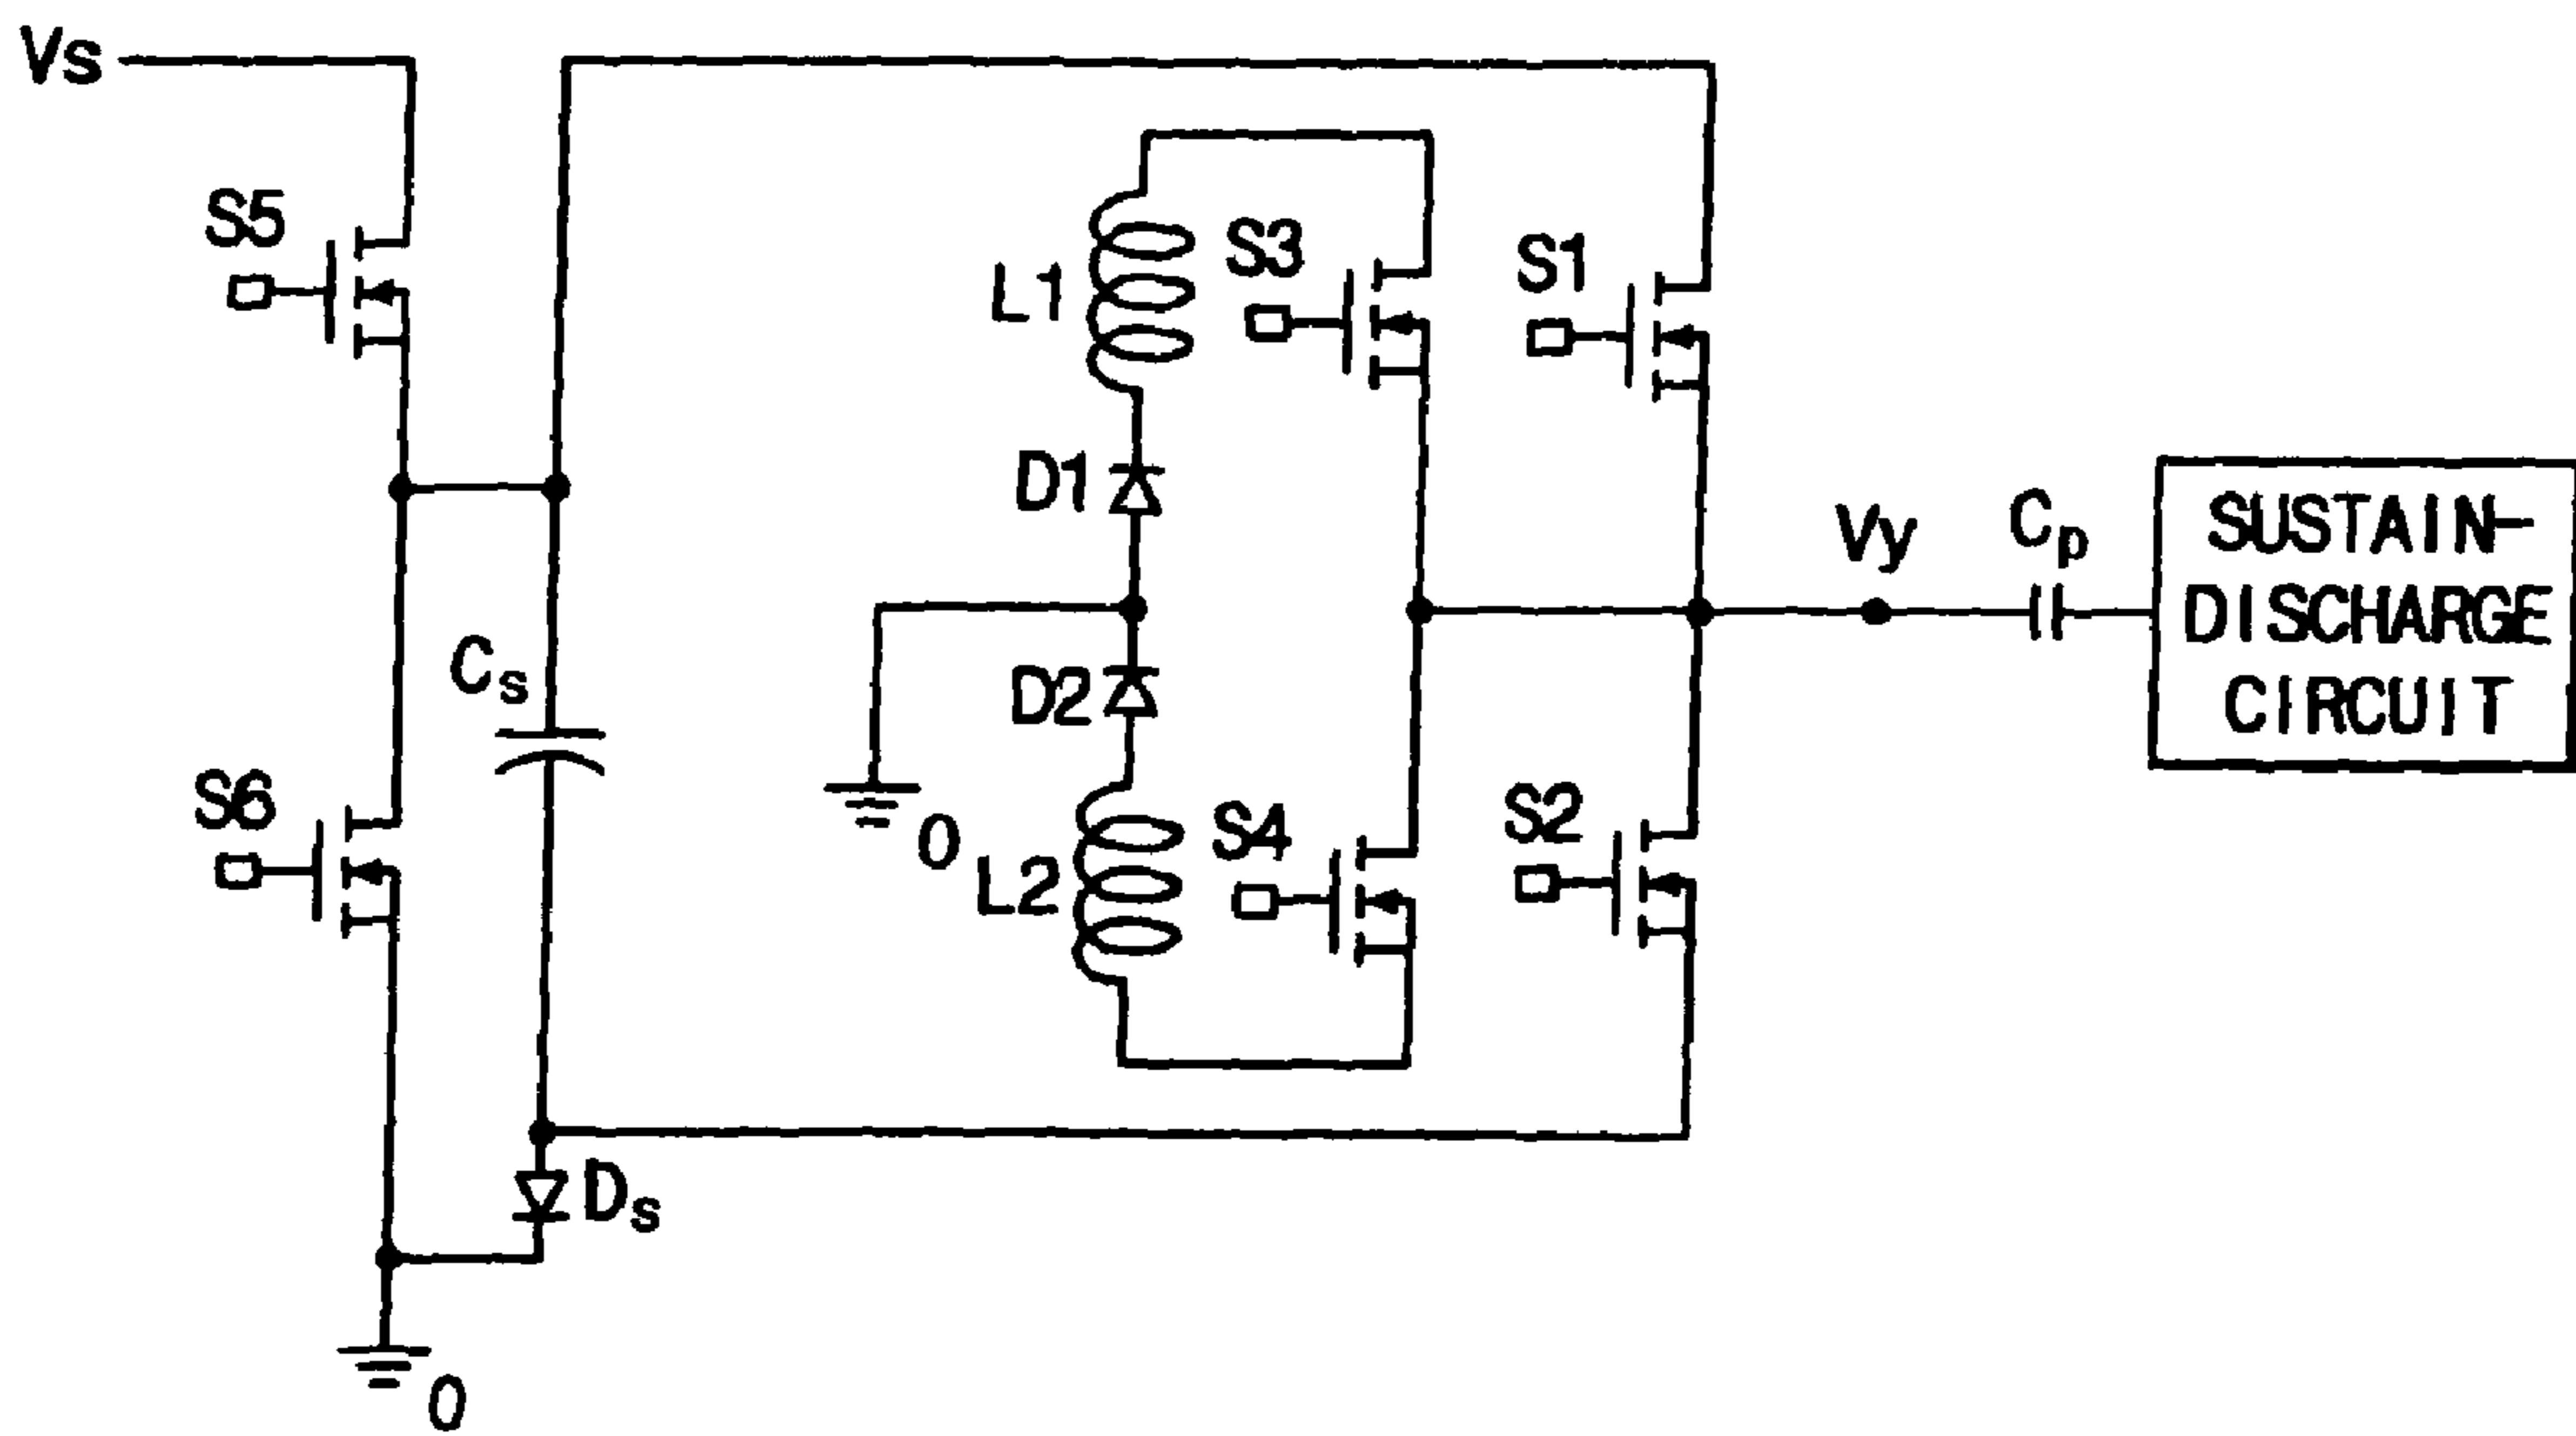 Vs
S5
L1
S3
S1
D1
Vy
Cp
SUSTAIN-
DISCHARGE
CIRCUIT
Cs
D2
S6
0
L2
S4
S2
Ds
0